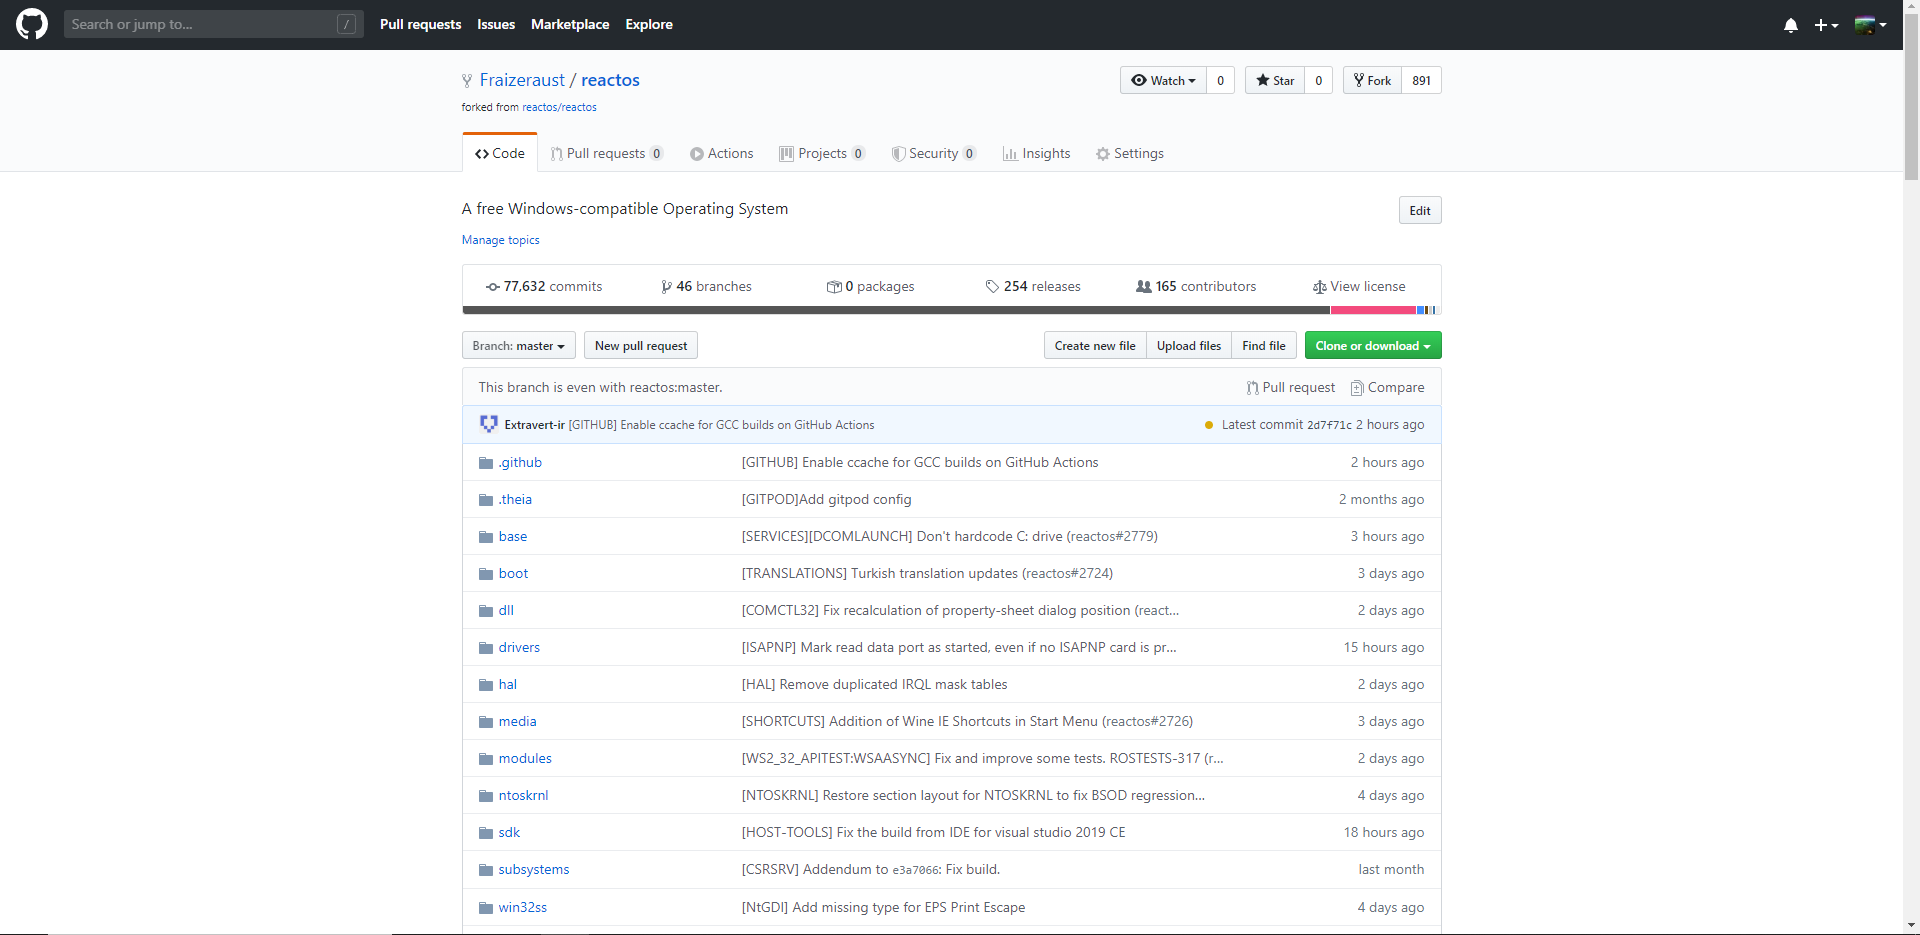 Search or jump to... /
Pull requests Issues Marketplace Explore
Fraizeraust / reactos
Watch 0 Star 0 Fork 891
forked from reactos/reactos
Code Pull requests 0 Actions Projects 0 Security 0 Insights Settings
A free Windows-compatible Operating System
Edit
Manage topics
77,632 commits 46 branches 0 packages 254 releases 165 contributors View license
Branch: master New pull request Create new file Upload files Find file Clone or download
This branch is even with reactos:master. Pull request Compare
Extravert-ir [GITHUB] Enable ccache for GCC builds on GitHub Actions Latest commit 2d7f71c 2 hours ago
.github [GITHUB] Enable ccache for GCC builds on GitHub Actions 2 hours ago
.theia [GITPOD]Add gitpod config 2 months ago
base [SERVICES][DCOMLAUNCH] Don't hardcode C: drive (reactos#2779) 3 hours ago
boot [TRANSLATIONS] Turkish translation updates (reactos#2724) 3 days ago
dll [COMCTL32] Fix recalculation of property-sheet dialog position (react... 2 days ago
drivers [ISAPNP] Mark read data port as started, even if no ISAPNP card is pr... 15 hours ago
hal [HAL] Remove duplicated IRQL mask tables 2 days ago
media [SHORTCUTS] Addition of Wine IE Shortcuts in Start Menu (reactos#2726) 3 days ago
modules [WS2_32_APITEST:WSAASYNC] Fix and improve some tests. ROSTESTS-317 (r... 2 days ago
ntoskrnl [NTOSKRNL] Restore section layout for NTOSKRNL to fix BSOD regression... 4 days ago
sdk [HOST-TOOLS] Fix the build from IDE for visual studio 2019 CE 18 hours ago
subsystems [CSRSRV] Addendum to e3a7066: Fix build. last month
win32ss [NtGDI] Add missing type for EPS Print Escape 4 days ago